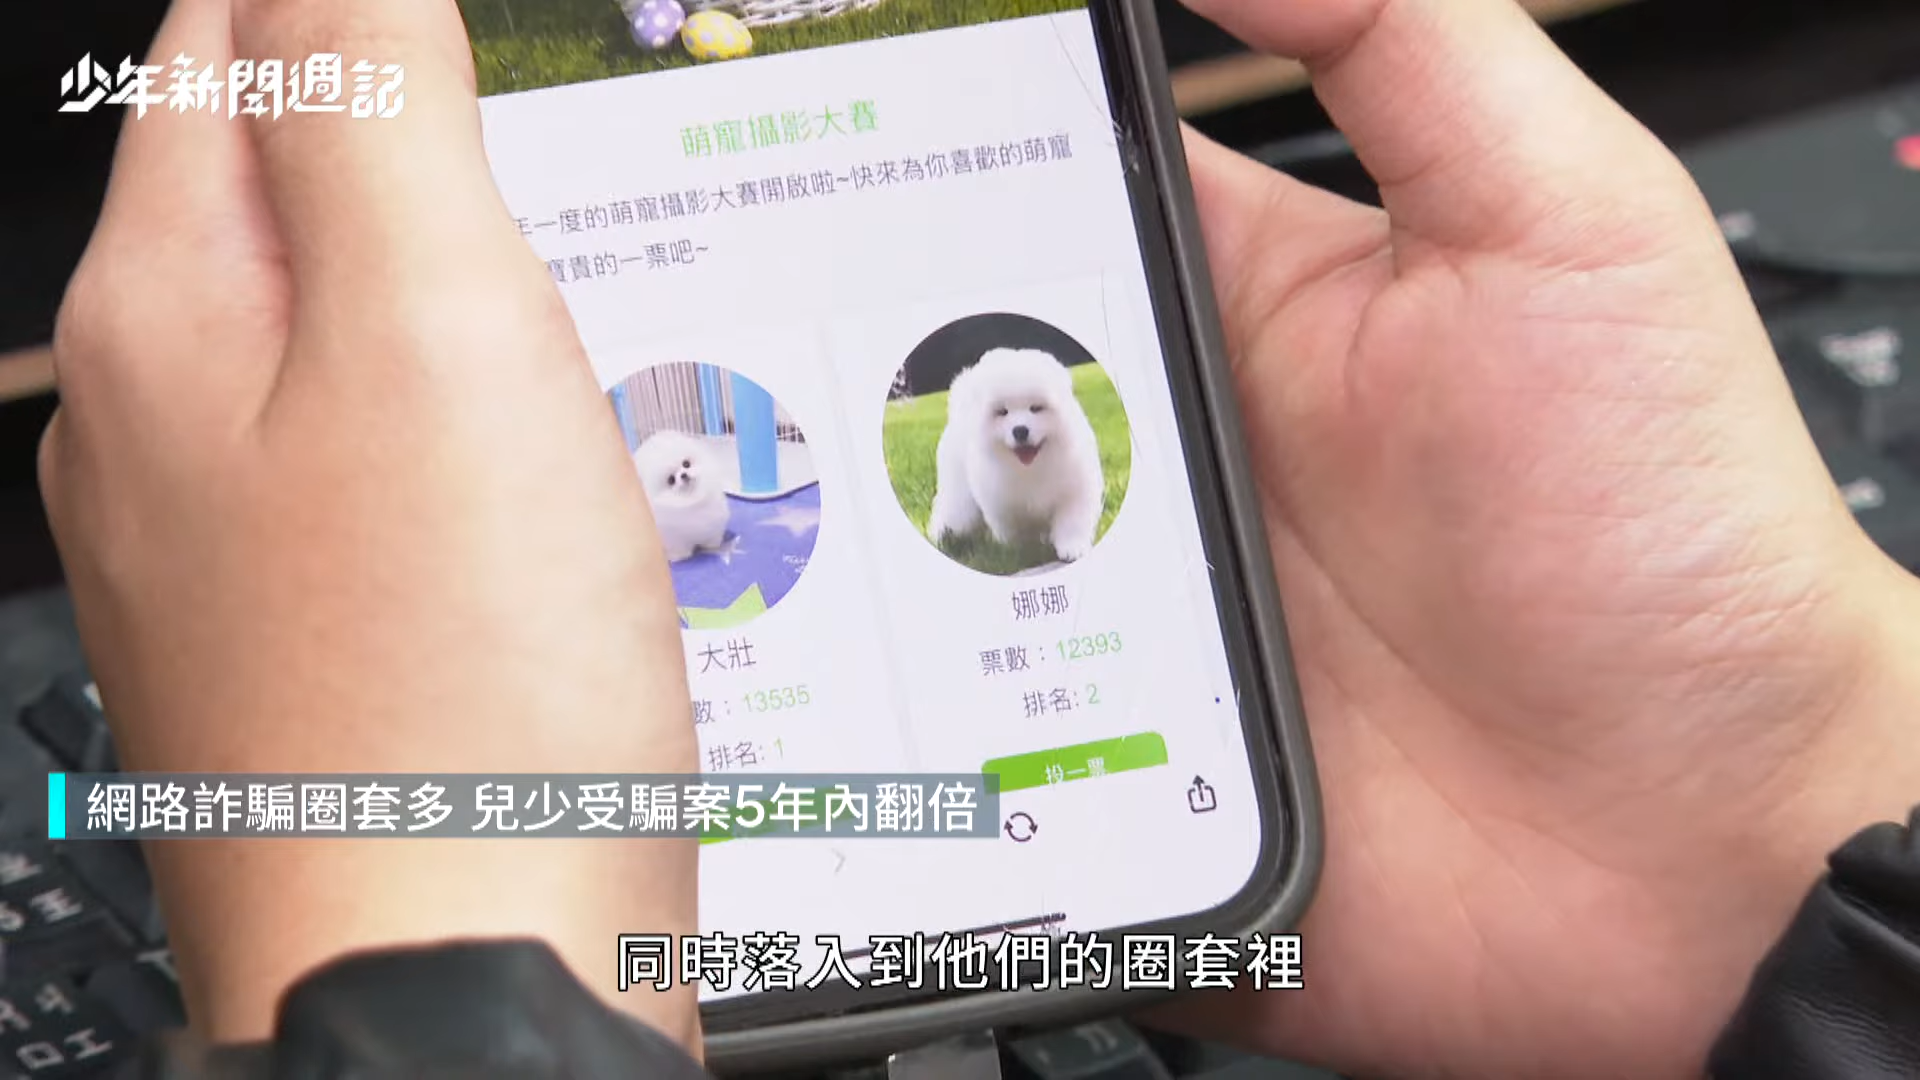 少年新聞週記
萌寵攝影大賽
年一度的萌寵攝影大賽開啟啦~快來為你喜歡的萌寵
寶貴的一票吧~
大壯
數：13535
排名: 1
娜娜
票數：12393
排名: 2
投一票
網路詐騙圈套多 兒少受騙案5年內翻倍
同時落入到他們的圈套裡